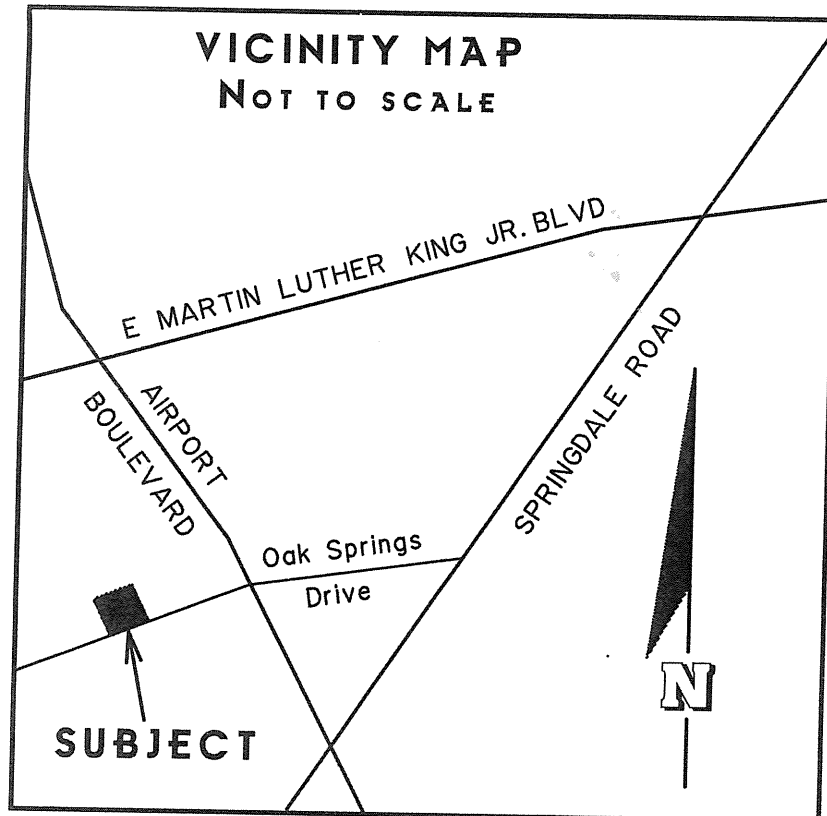 VICINITY MAP
NOT TO SCALE
E MARTIN LUTHER KING JR. BLVD
AIRPORT
BOULEVARD
SPRINGDALE ROAD
Oak Springs
Drive
SUBJECT
N